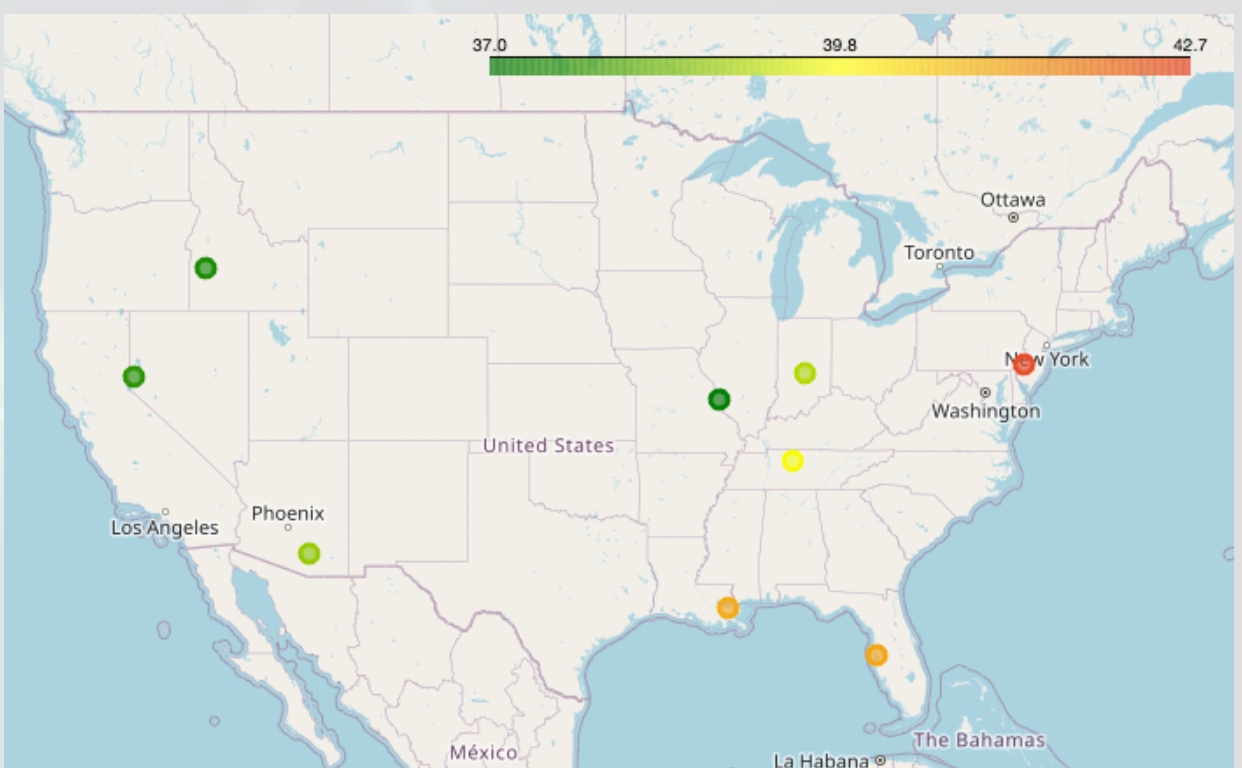 37.0 39.8 42.7
Ottawa
Toronto
New York
Washington
United States
Phoenix
Los Angeles
The Bahamas
México
La Habana